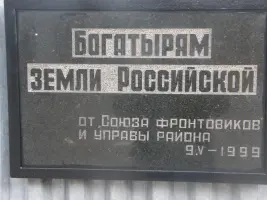 БОГАТЫРЯМ
ЗЕМЛИ РОССИЙСКОЙ
ОТ „СОЮЗА ФРОНТОВИКОВ"
И УПРАВЫ РАЙОНА
9.V-1999